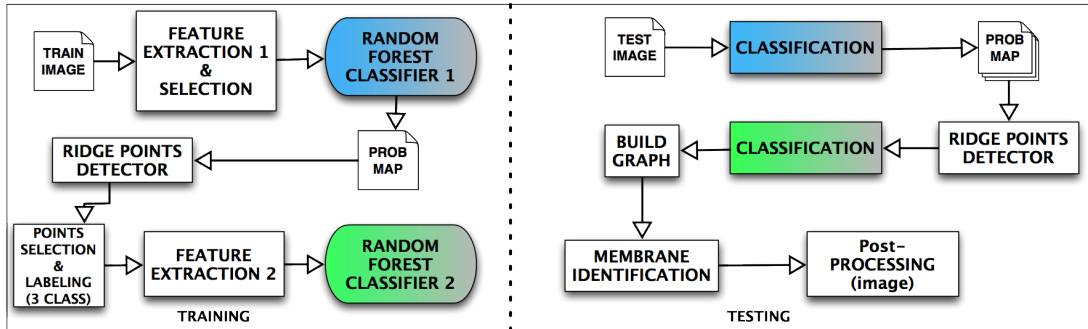 TRAIN
IMAGE
FEATURE
EXTRACTION 1
&
SELECTION
RANDOM
FOREST
CLASSIFIER 1
PROB
MAP
RIDGE POINTS
DETECTOR
POINTS
SELECTION
&
LABELING
(3 CLASS)
FEATURE
EXTRACTION 2
RANDOM
FOREST
CLASSIFIER 2
TRAINING
TEST
IMAGE
CLASSIFICATION
PROB
MAP
RIDGE POINTS
DETECTOR
CLASSIFICATION
BUILD
GRAPH
MEMBRANE
IDENTIFICATION
Post-
PROCESSING
(image)
TESTING